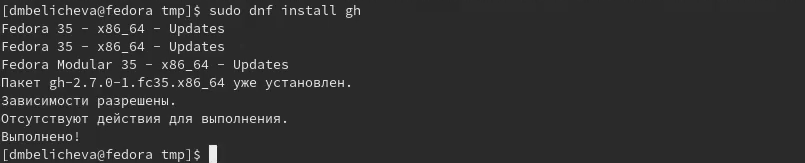 [dmbelicheva@fedora tmp]$ sudo dnf install gh
Fedora 35 - x86_64 - Updates
Fedora 35 - x86_64 - Updates
Fedora Modular 35 - x86_64 - Updates
Пакет gh-2.7.0-1.fc35.x86_64 уже установлен.
Зависимости разрешены.
Отсутствуют действия для выполнения.
Выполнено!
[dmbelicheva@fedora tmp]$